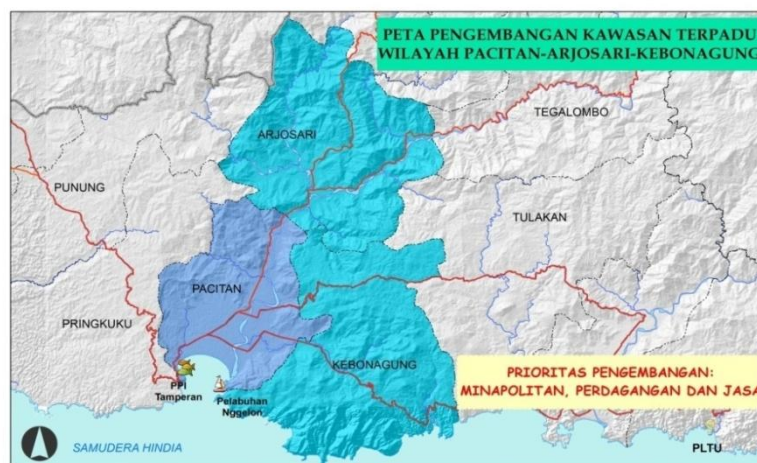 PETA PENGEMBANGAN KAWASAN TERPADU
WILAYAH PACITAN-ARJOSARI-KEBONAGUNG
TEGALOMBO
ARJOSARI
PUNUNG
TULAKAN
PACITAN
PRINGKUKU
KEBONAGUNG
PRIORITAS PENGEMBANGAN:
MINAPOLITAN, PERDAGANGAN DAN JASA
PPI
Tamperan
Pelabuhan
Nggelon
SAMUDERA HINDIA
PLTU